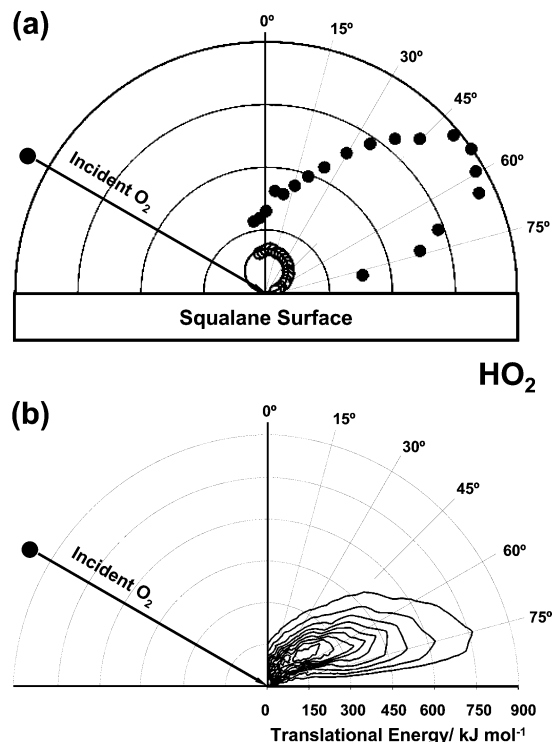 (a)
0º
15º
30º
45º
60º
75º
Incident O₂
Squalane Surface
HO₂
(b)
0º
15º
30º
45º
60º
75º
Incident O₂
0 150 300 450 600 750 900
Translational Energy/ kJ mol⁻¹